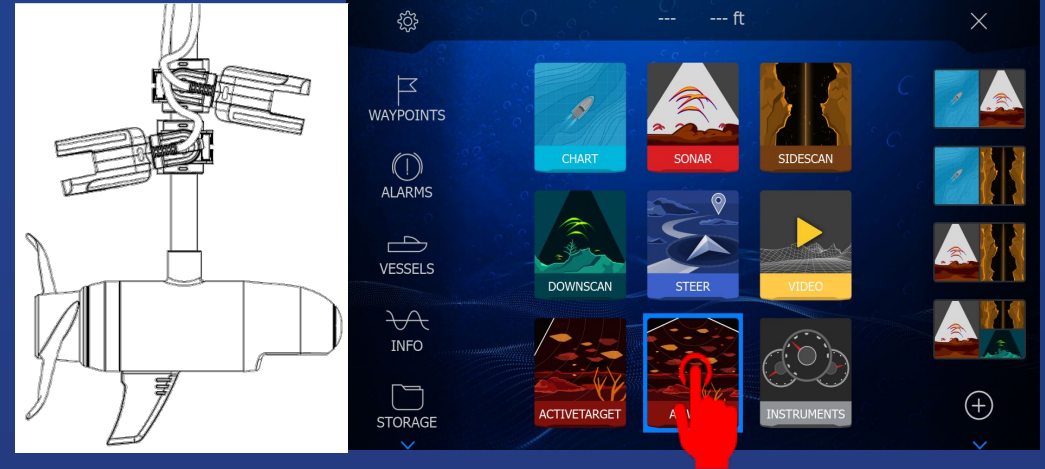 --- --- ft
WAYPOINTS
ALARMS
VESSELS
INFO
STORAGE
CHART
SONAR
SIDESCAN
DOWNSCAN
STEER
VIDEO
ACTIVETARGET
INSTRUMENTS